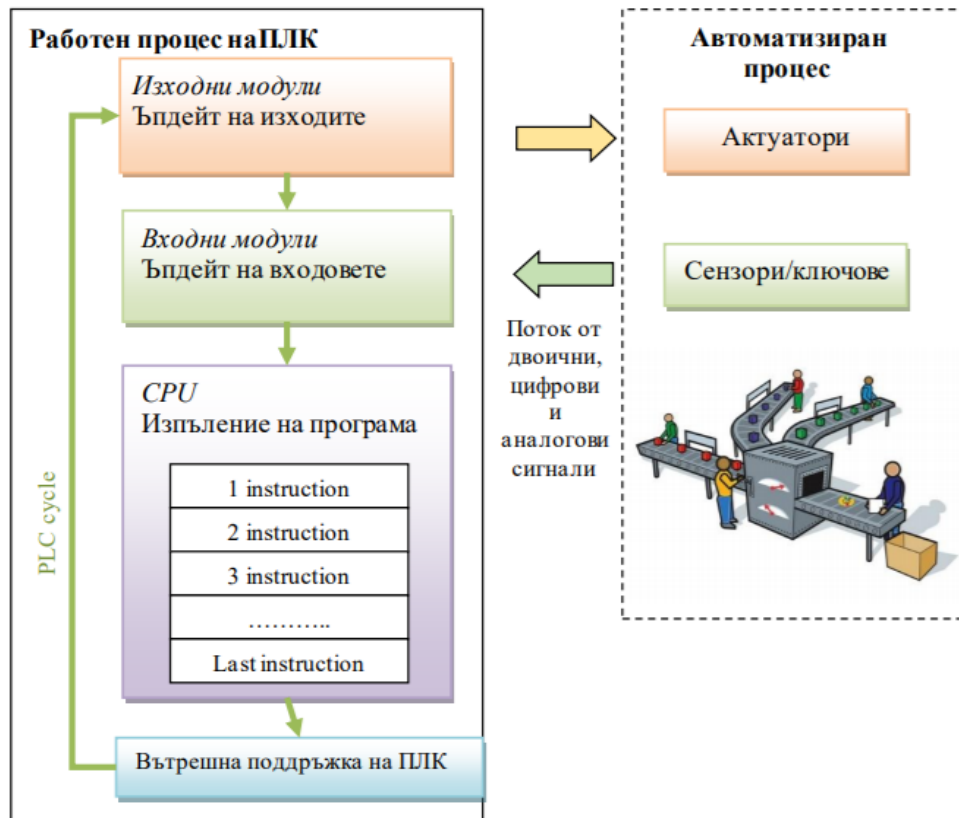 Работен процес наПЛК
Изходни модули
Ъпдейт на изходите
Входни модули
Ъпдейт на входовете
CPU
Изпъление на програма
1 instruction
2 instruction
3 instruction
………..
Last instruction
Вътрешна поддръжка на ПЛК
PLC cycle
Поток от
двоични,
цифрови
и
аналогови
сигнали
Автоматизиран
процес
Актуатори
Сензори/ключове